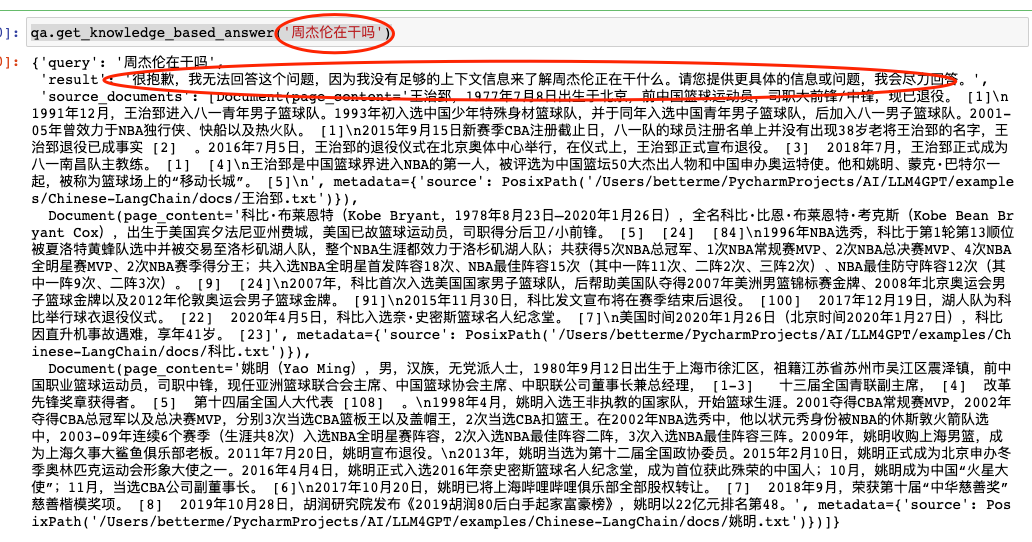 ]: qa.get_knowledge_based_answer('周杰伦在干吗')
]: {'query': '周杰伦在干吗',
'result': '很抱歉，我无法回答这个问题，因为我没有足够的上下文信息来了解周杰伦正在干什么。请您提供更具体的信息或问题，我会尽力回答。',
'source_documents': [Document(page_content='王治郅，1977年7月8日出生于北京，前中国篮球运动员，司职大前锋/中锋，现已退役。 [1]\n
1991年12月，王治郅进入八一青年男子篮球队。1993年初入选中国少年特殊身材篮球队，并于同年入选中国青年男子篮球队，后加入八一男子篮球队。2001-
05年曾效力于NBA独行侠、快船以及热火队。 [1]\n2015年9月15日新赛季CBA注册截止日，八一队的球员注册名单上并没有出现38岁老将王治郅的名字，王
治郅退役已成事实 [2] 。2016年7月5日，王治郅的退役仪式在北京奥体中心举行，在仪式上，王治郅正式宣布退役。 [3] 2018年7月，王治郅正式成为
八一南昌队主教练。 [1] [4]\n王治郅是中国篮球界进入NBA的第一人，被评选为中国篮坛50大杰出人物和中国申办奥运特使。他和姚明、蒙克·巴特尔一
起，被称为篮球场上的“移动长城”。 [5]\n', metadata={'source': PosixPath('/Users/betterme/PycharmProjects/AI/LLM4GPT/example
s/Chinese-LangChain/docs/王治郅.txt')}),
Document(page_content='科比·布莱恩特（Kobe Bryant，1978年8月23日—2020年1月26日），全名科比·比恩·布莱恩特·考克斯（Kobe Bean Br
yant Cox），出生于美国宾夕法尼亚州费城，美国已故篮球运动员，司职得分后卫/小前锋。 [5] [24] [84]\n1996年NBA选秀，科比于第1轮第13顺位
被夏洛特黄蜂队选中并被交易至洛杉矶湖人队，整个NBA生涯都效力于洛杉矶湖人队；共获得5次NBA总冠军、1次NBA常规赛MVP、2次NBA总决赛MVP、4次NBA
全明星赛MVP、2次NBA赛季得分王；共入选NBA全明星首发阵容18次、NBA最佳阵容15次（其中一阵11次、二阵2次、三阵2次）、NBA最佳防守阵容12次（其
中一阵9次、二阵3次）。 [9] [24]\n2007年，科比首次入选美国国家男子篮球队，后帮助美国队夺得2007年美洲男篮锦标赛金牌、2008年北京奥运会男
子篮球金牌以及2012年伦敦奥运会男子篮球金牌。 [91]\n2015年11月30日，科比发文宣布将在赛季结束后退役。 [100] 2017年12月19日，湖人队为科
比举行球衣退役仪式。 [22] 2020年4月5日，科比入选奈·史密斯篮球名人纪念堂。 [7]\n美国时间2020年1月26日（北京时间2020年1月27日），科比
因直升机事故遇难，享年41岁。 [23]', metadata={'source': PosixPath('/Users/betterme/PycharmProjects/AI/LLM4GPT/examples/Ch
inese-LangChain/docs/科比.txt')}),
Document(page_content='姚明（Yao Ming），男，汉族，无党派人士，1980年9月12日出生于上海市徐汇区，祖籍江苏省苏州市吴江区震泽镇，前中
国职业篮球运动员，司职中锋，现任亚洲篮球联合会主席、中国篮球协会主席、中职联公司董事长兼总经理， [1-3] 十三届全国青联副主席， [4] 改革
先锋奖章获得者。 [5] 第十四届全国人大代表 [108] 。\n1998年4月，姚明入选王非执教的国家队，开始篮球生涯。2001夺得CBA常规赛MVP，2002年
夺得CBA总冠军以及总决赛MVP，分别3次当选CBA篮板王以及盖帽王，2次当选CBA扣篮王。在2002年NBA选秀中，他以状元秀身份被NBA的休斯敦火箭队选
中，2003-09年连续6个赛季（生涯共8次）入选NBA全明星赛阵容，2次入选NBA最佳阵容二阵，3次入选NBA最佳阵容三阵。2009年，姚明收购上海男篮，成
为上海久事大鲨鱼俱乐部老板。2011年7月20日，姚明宣布退役。\n2013年，姚明当选为第十二届全国政协委员。2015年2月10日，姚明正式成为北京申办冬
季奥林匹克运动会形象大使之一。2016年4月4日，姚明正式入选2016年奈史密斯篮球名人纪念堂，成为首位获此殊荣的中国人；10月，姚明成为中国“火星大
使”；11月，当选CBA公司副董事长。 [6]\n2017年10月20日，姚明已将上海哔哩哔哩俱乐部全部股权转让。 [7] 2018年9月，荣获第十届“中华慈善奖”
慈善楷模奖项。 [8] 2019年10月28日，胡润研究院发布《2019胡润80后白手起家富豪榜》，姚明以22亿元排名第48。', metadata={'source': Pos
ixPath('/Users/betterme/PycharmProjects/AI/LLM4GPT/examples/Chinese-LangChain/docs/姚明.txt')})]}